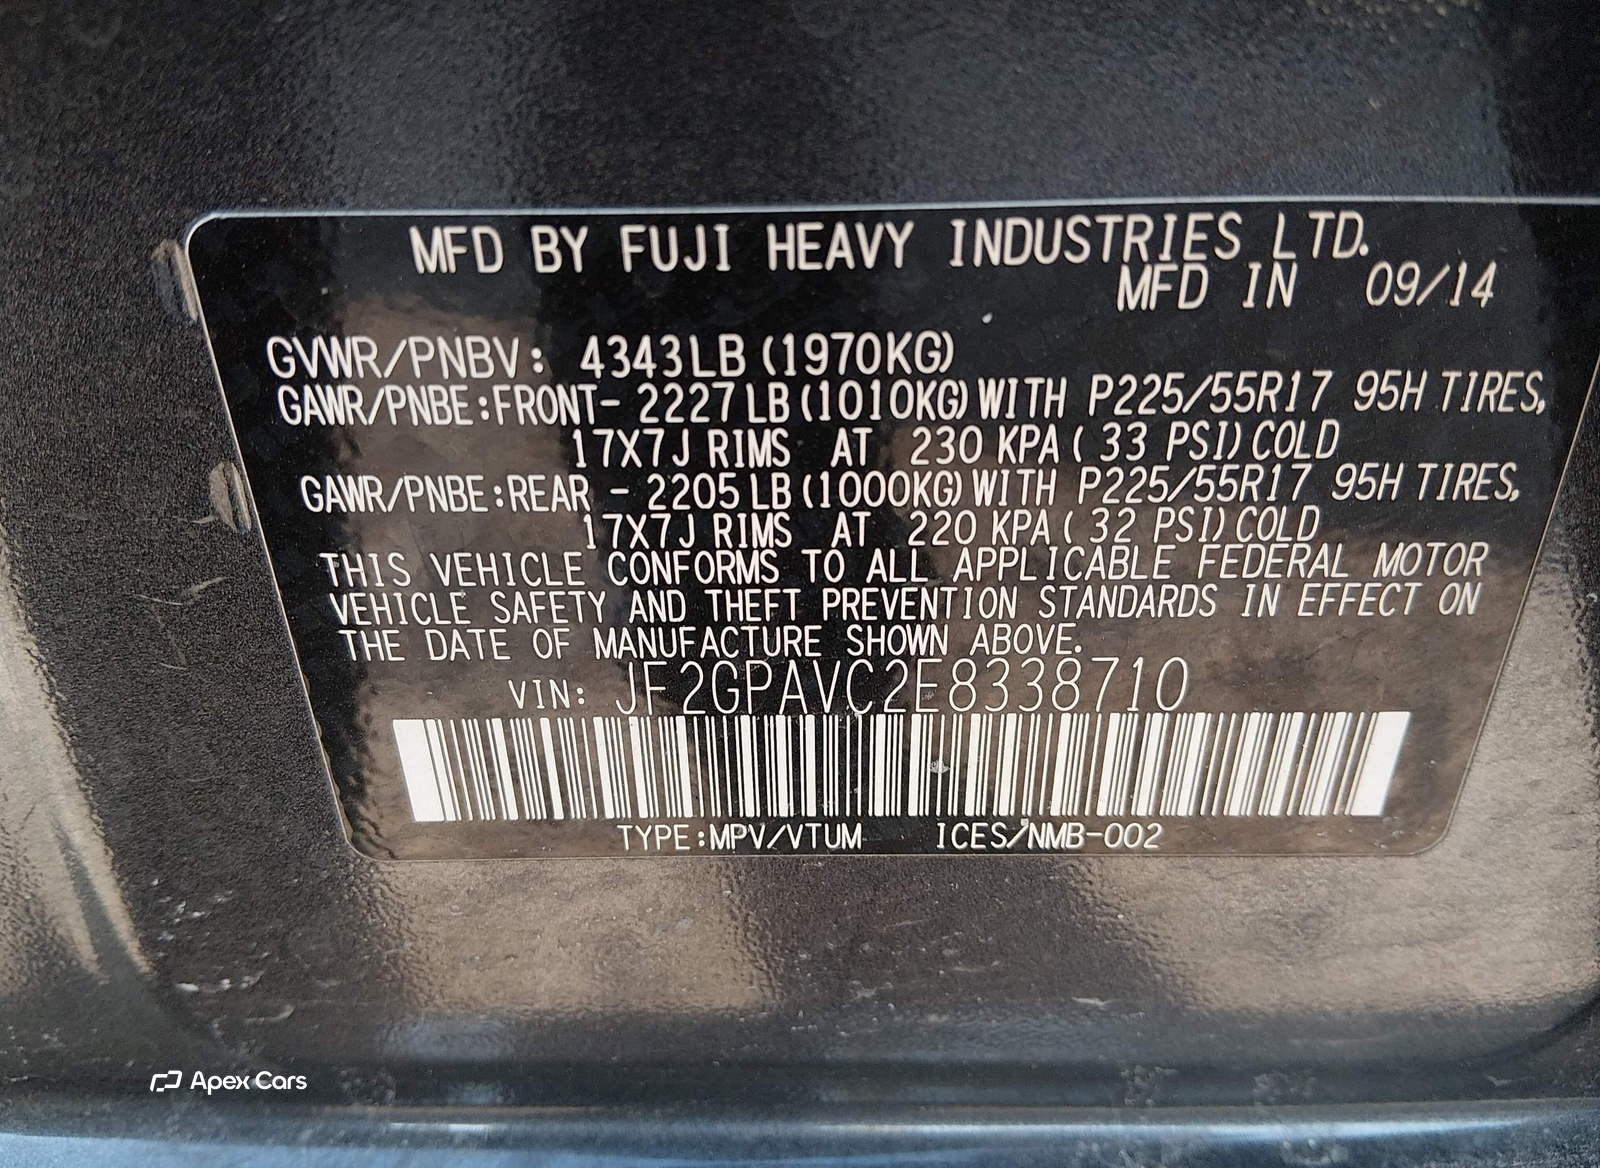 MFD BY FUJI HEAVY INDUSTRIES LTD.
MFD IN 09/14
GVWR/PNBV: 4343LB (1970KG)
GAWR/PNBE:FRONT- 2227LB (1010KG) WITH P225/55R17 95H TIRES,
17X7J RIMS AT 230 KPA ( 33 PSI) COLD
GAWR/PNBE:REAR - 2205LB (1000KG) WITH P225/55R17 95H TIRES,
17X7J RIMS AT 220 KPA ( 32 PSI) COLD
THIS VEHICLE CONFORMS TO ALL APPLICABLE FEDERAL MOTOR
VEHICLE SAFETY AND THEFT PREVENTION STANDARDS IN EFFECT ON
THE DATE OF MANUFACTURE SHOWN ABOVE.
VIN: JF2GPAVC2E8338710
TYPE:MPV/VTUM ICES/NMB-002
Apex Cars